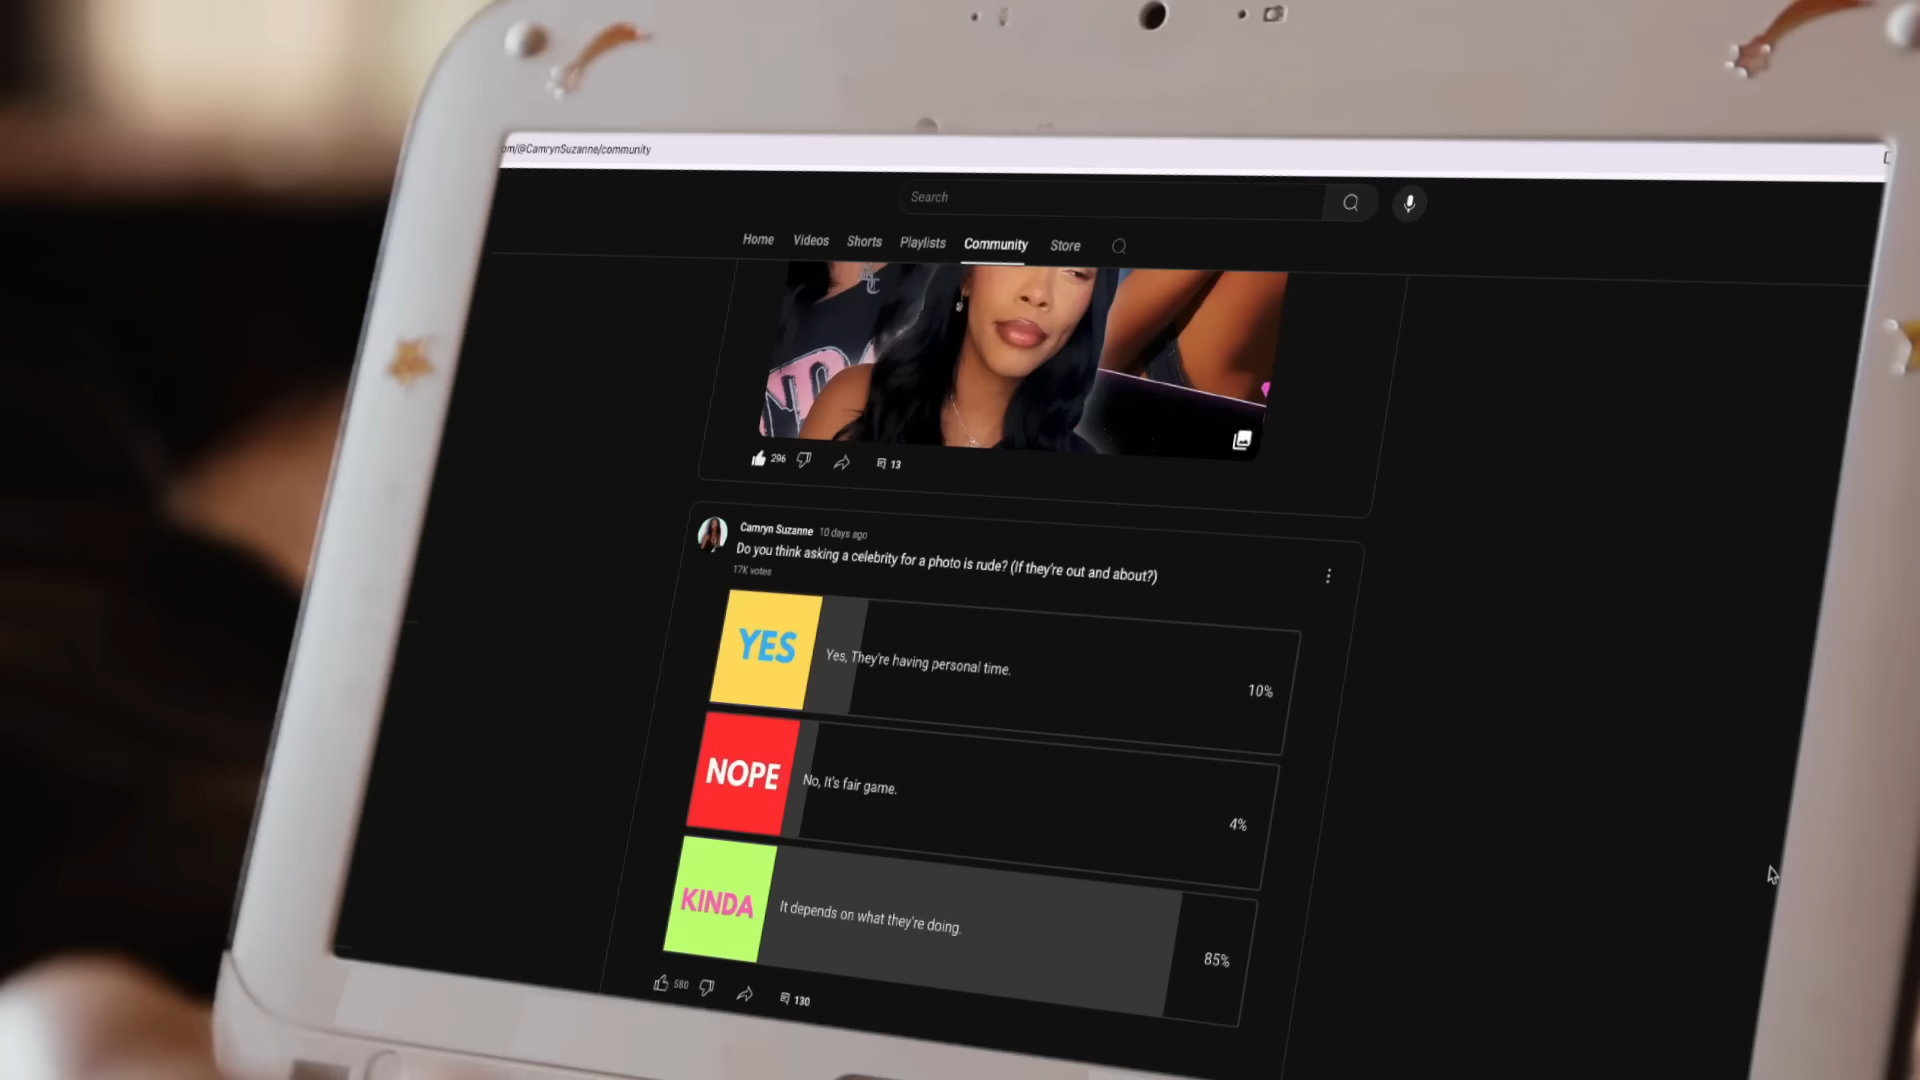 om/@CamrynSuzanne/community
Search
Home Videos Shorts Playlists Community Store
296 13
Camryn Suzanne 10 days ago
Do you think asking a celebrity for a photo is rude? (If they're out and about?)
17K votes
YES Yes, They're having personal time. 10%
NOPE No, It's fair game. 4%
KINDA It depends on what they're doing. 85%
580 130